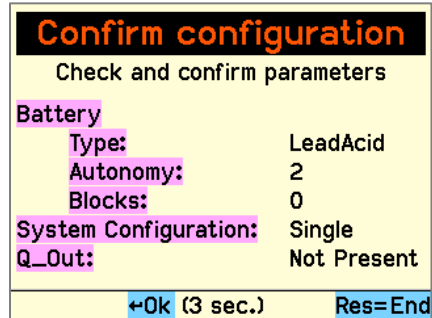 Confirm configuration
Check and confirm parameters
Battery
Type: LeadAcid
Autonomy: 2
Blocks: 0
System Configuration: Single
Q_Out: Not Present
↵Ok (3 sec.) Res=End